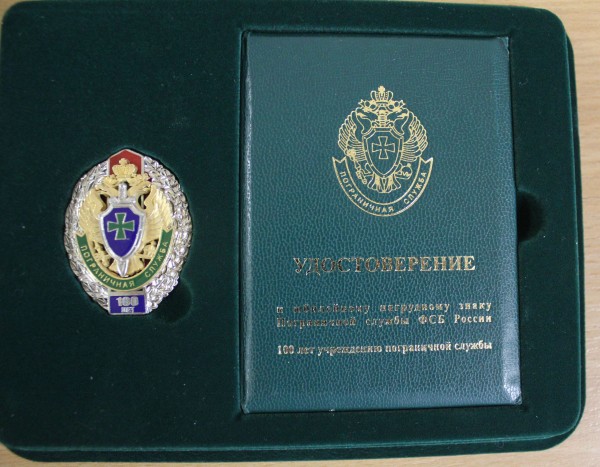 ПОГРАНИЧНАЯ СЛУЖБА
100
ЛЕТ
ПОГРАНИЧНАЯ СЛУЖБА
УДОСТОВЕРЕНИЕ
к юбилейному нагрудному знаку
Пограничной службы ФСБ России
100 лет учреждению пограничной службы